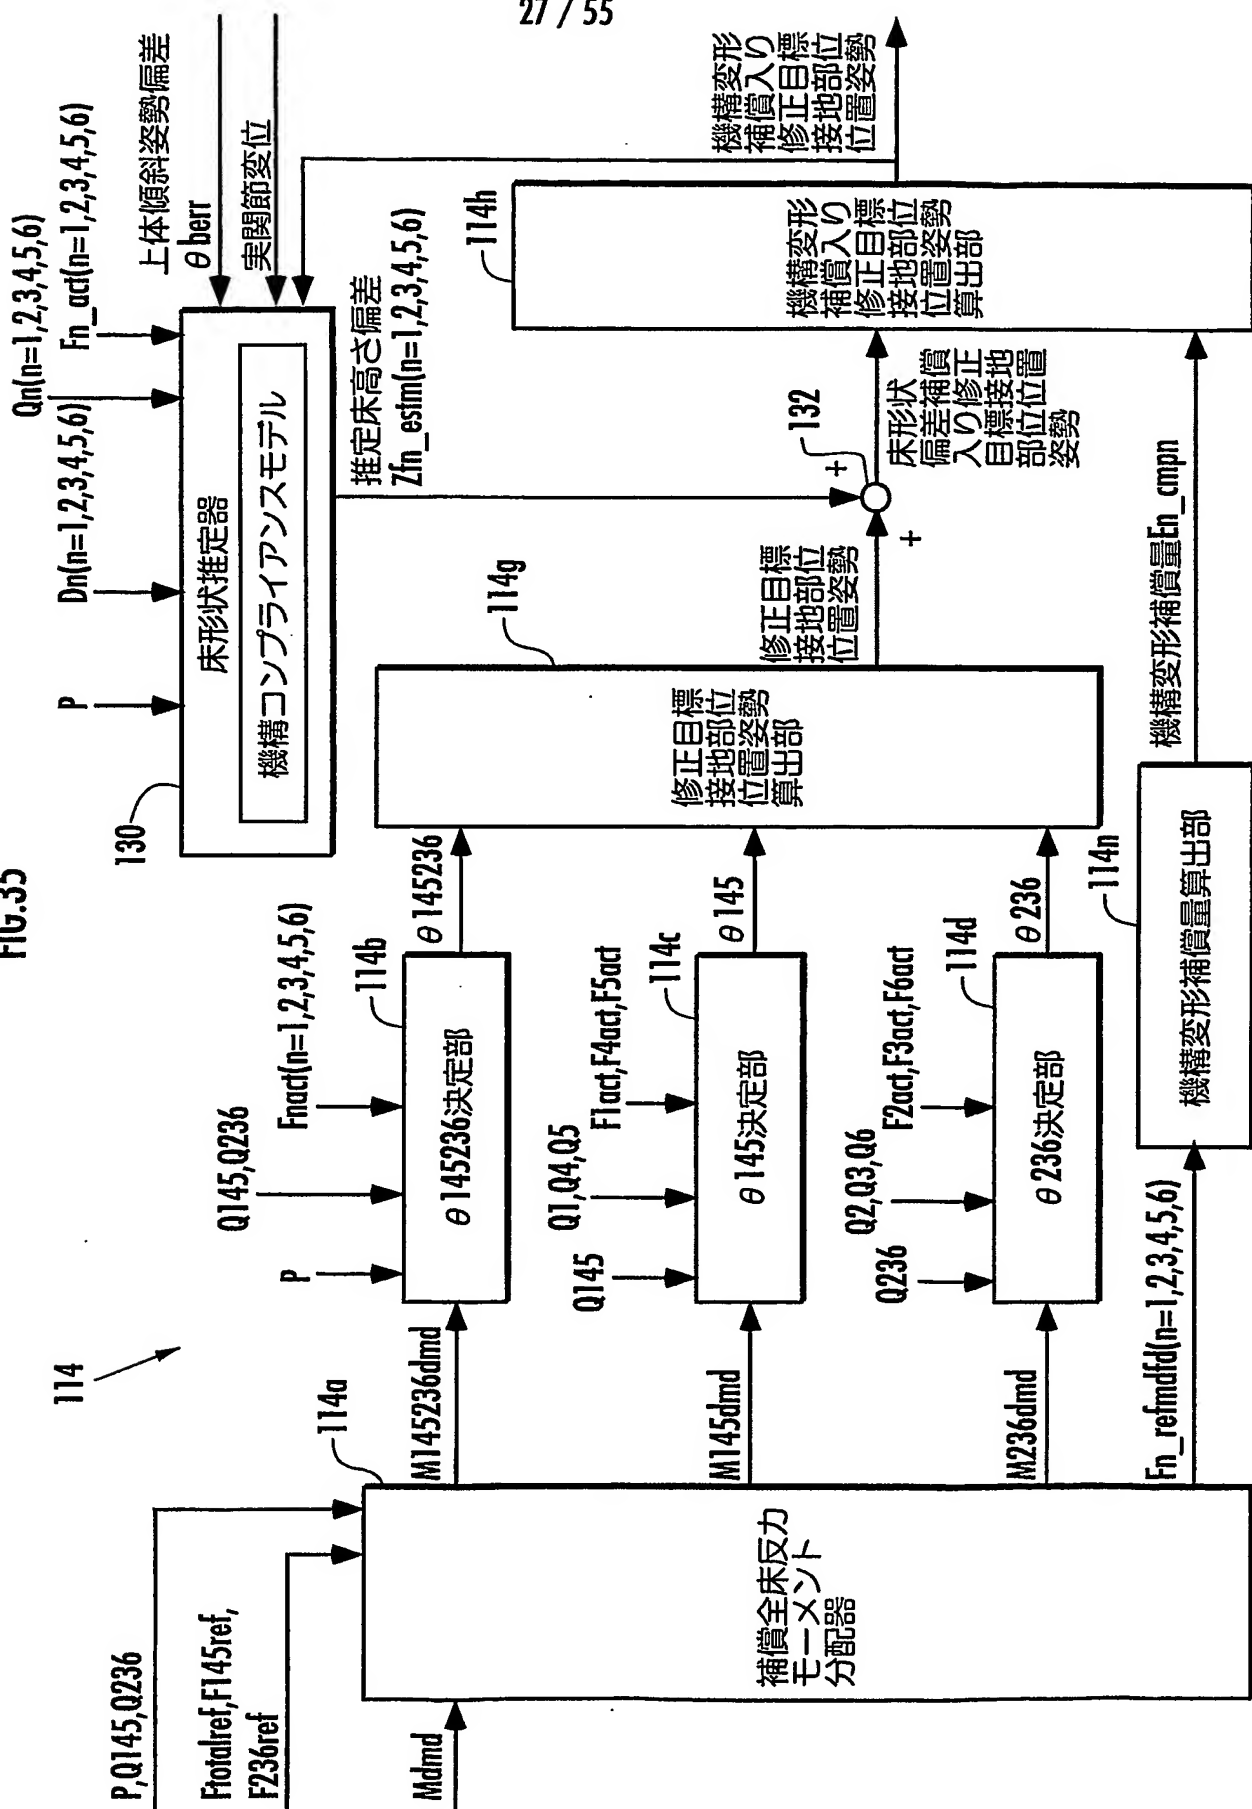 27 / 55
FIG.35
114
P,Q145,Q236
Ftotalref,F145ref,
F236ref
Mdmd
114a
補償全床反力
モーメント
分配器
M145236dmd
M145dmd
M236dmd
Fn_refmdfd(n=1,2,3,4,5,6)
P
Q145,Q236
Fnact(n=1,2,3,4,5,6)
114b
θ145236決定部
θ145236
Q145
Q1,Q4,Q5
F1act,F4act,F5act
114c
θ145決定部
θ145
Q236
Q2,Q3,Q6
F2act,F3act,F6act
114d
θ236決定部
θ236
114n
機構変形補償量算出部
機構変形補償量En_cmpn
114g
修正目標
接地部位
位置姿勢
算出部
修正目標
接地部位
位置姿勢
130
P
Dn(n=1,2,3,4,5,6)
Qn(n=1,2,3,4,5,6)
Fn_act(n=1,2,3,4,5,6)
床形状推定器
機構コンプライアンスモデル
上体傾斜姿勢偏差
θberr
実関節変位
推定床高さ偏差
Zfn_estm(n=1,2,3,4,5,6)
132
+
+
床形状
偏差補償
入り修正
目標接地
部位位置
姿勢
114h
機構変形
補償入り
修正目標
接地部位
位置姿勢
算出部
機構変形
補償入り
修正目標
接地部位
位置姿勢